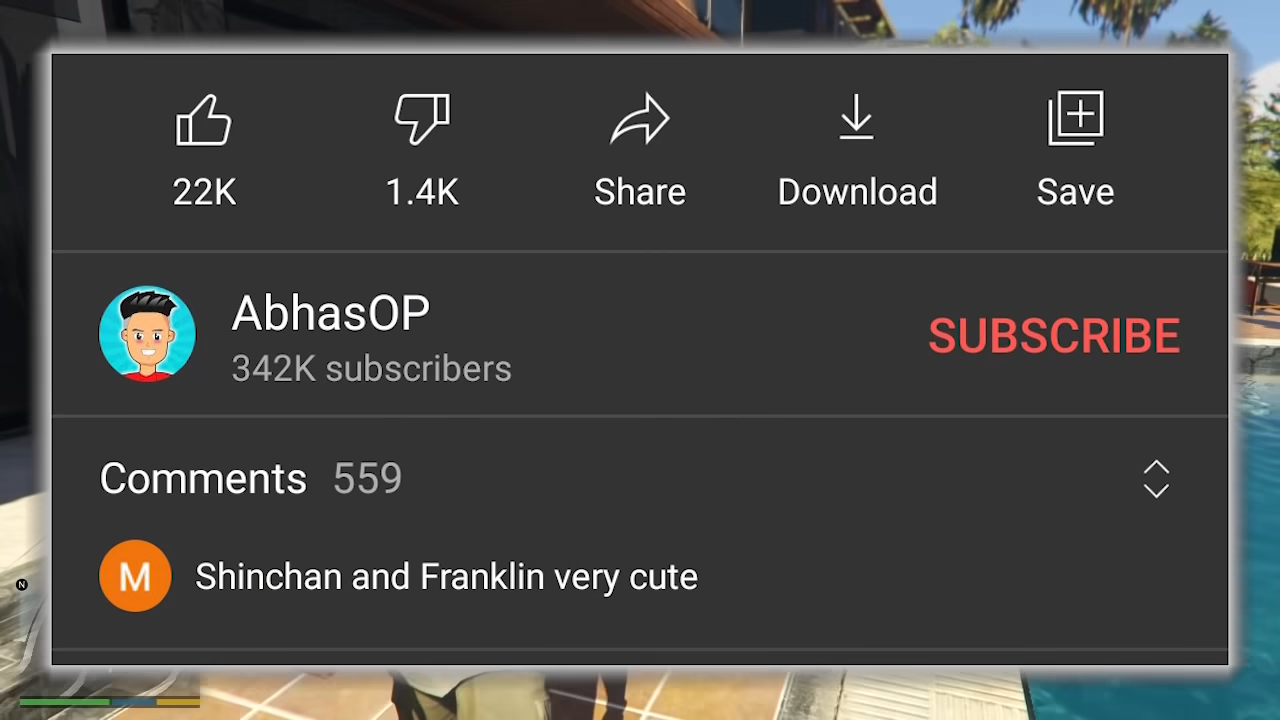 22K
1.4K
Share
Download
Save
AbhasOP
342K subscribers
SUBSCRIBE
Comments 559
M
Shinchan and Franklin very cute
N